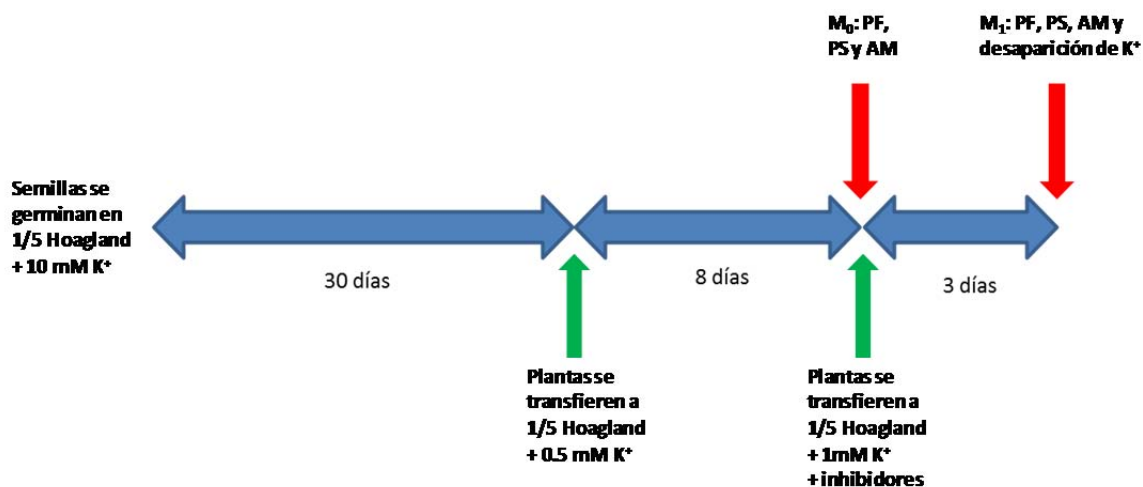 M₀: PF,
PS y AM
M₁: PF, PS, AM y
desaparición de K⁺
Semillas se
germinan en
1/5 Hoagland
+ 10 mM K⁺
30 días
8 días
3 días
Plantas se
transfieren a
1/5 Hoagland
+ 0.5 mM K⁺
Plantas se
transfieren a
1/5 Hoagland
+ 1mM K⁺
+ inhibidores